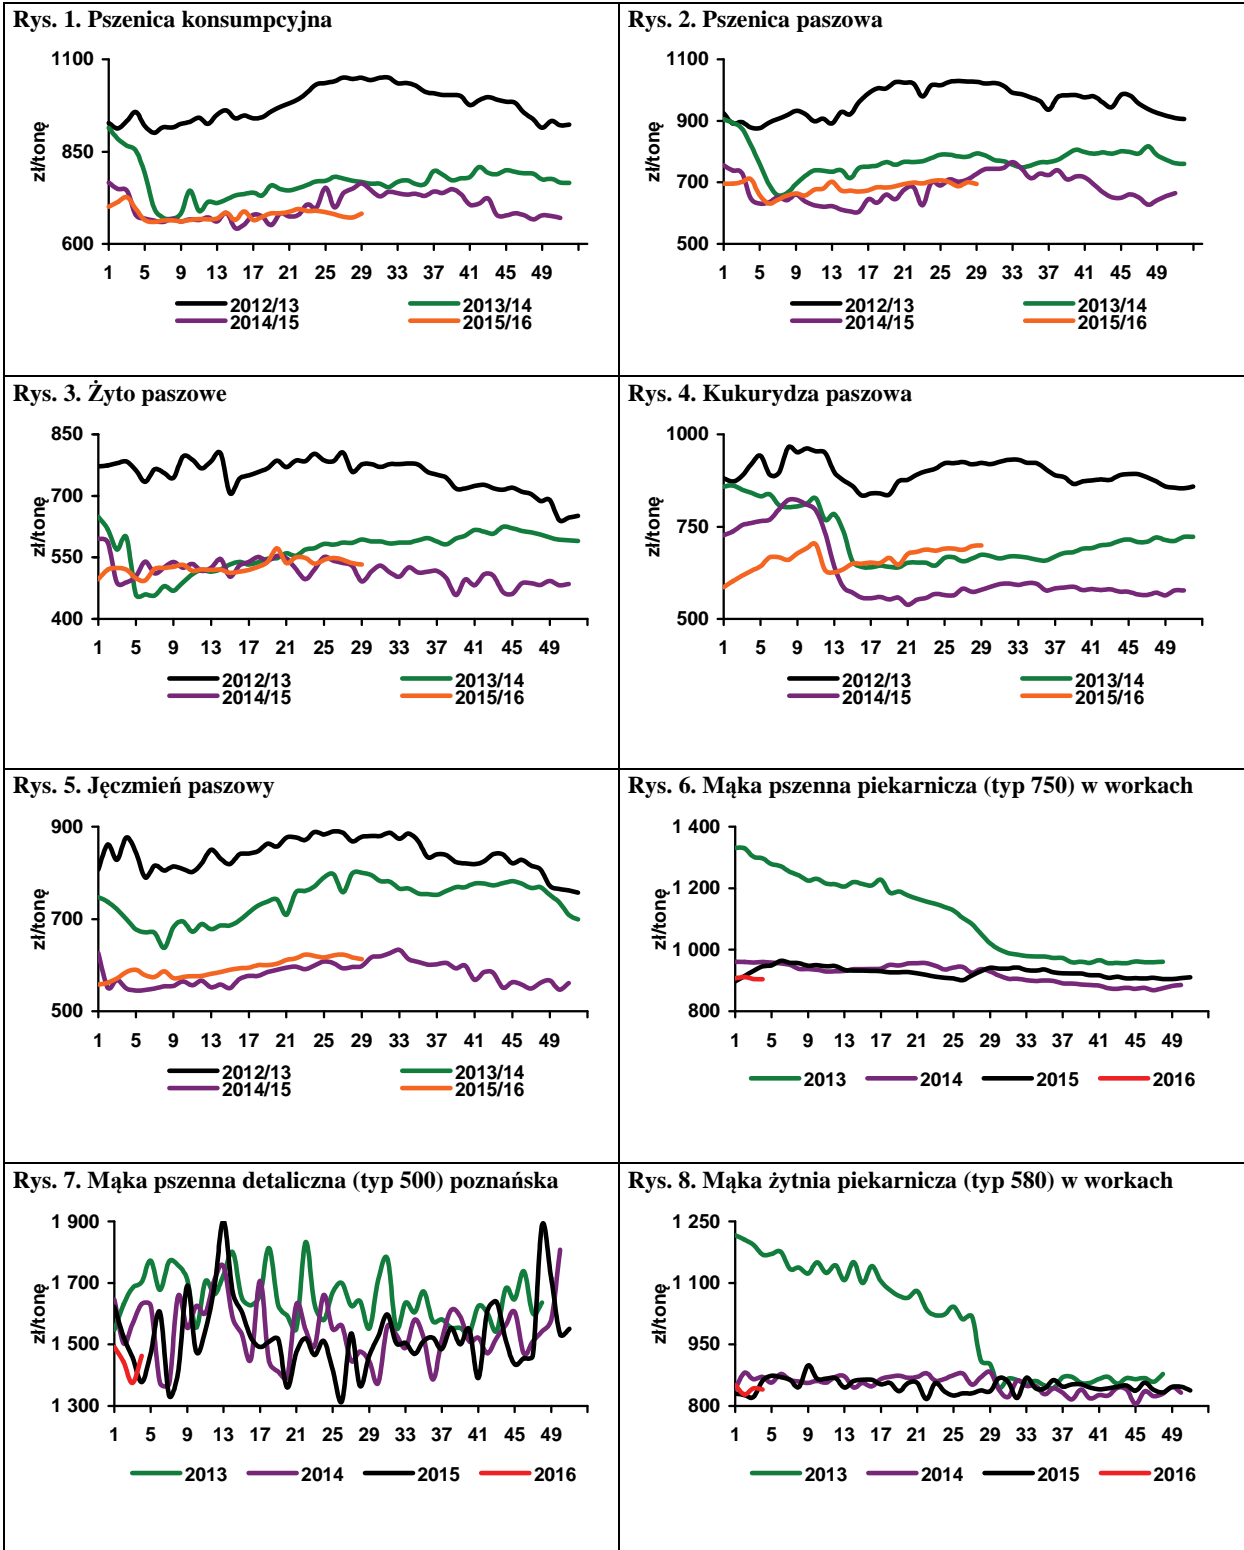 Rys. 1. Pszenica konsumpcyjna
1100
850
600
zł/tonę
1 5 9 13 17 21 25 29 33 37 41 45 49
2012/13 2013/14
2014/15 2015/16
Rys. 2. Pszenica paszowa
1100
900
700
500
zł/tonę
1 5 9 13 17 21 25 29 33 37 41 45 49
2012/13 2013/14
2014/15 2015/16
Rys. 3. Żyto paszowe
850
700
550
400
zł/tonę
1 5 9 13 17 21 25 29 33 37 41 45 49
2012/13 2013/14
2014/15 2015/16
Rys. 4. Kukurydza paszowa
1000
750
500
zł/tonę
1 5 9 13 17 21 25 29 33 37 41 45 49
2012/13 2013/14
2014/15 2015/16
Rys. 5. Jęczmień paszowy
900
700
500
zł/tonę
1 5 9 13 17 21 25 29 33 37 41 45 49
2012/13 2013/14
2014/15 2015/16
Rys. 6. Mąka pszenna piekarnicza (typ 750) w workach
1 400
1 200
1 000
800
zł/tonę
1 5 9 13 17 21 25 29 33 37 41 45 49
2013 2014 2015 2016
Rys. 7. Mąka pszenna detaliczna (typ 500) poznańska
1 900
1 700
1 500
1 300
zł/tonę
1 5 9 13 17 21 25 29 33 37 41 45 49
2013 2014 2015 2016
Rys. 8. Mąka żytnia piekarnicza (typ 580) w workach
1 250
1 100
950
800
zł/tonę
1 5 9 13 17 21 25 29 33 37 41 45 49
2013 2014 2015 2016